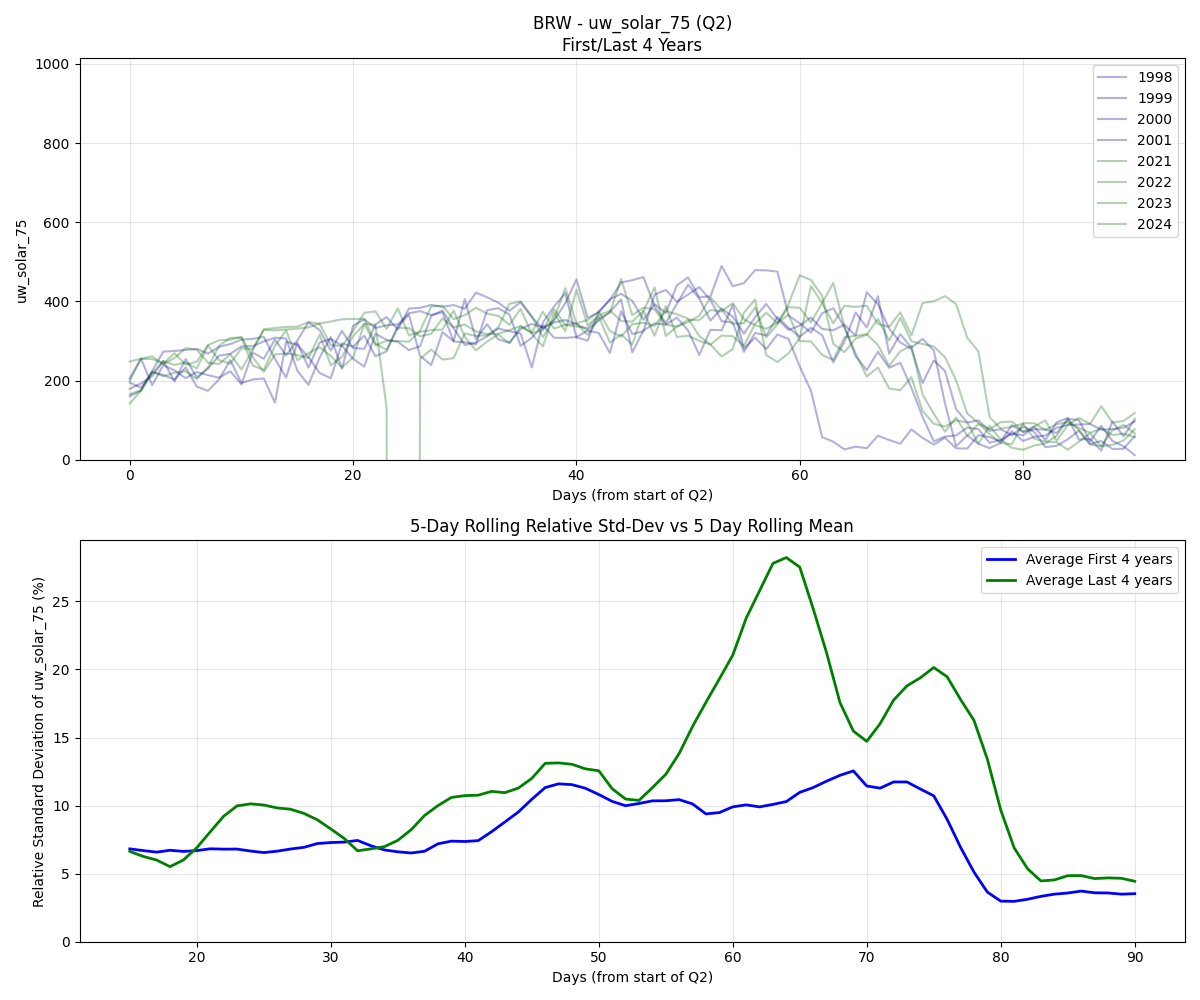 BRW - uw_solar_75 (Q2)
First/Last 4 Years
1000
800
600
400
200
0
uw_solar_75
1998
1999
2000
2001
2021
2022
2023
2024
0 20 40 60 80
Days (from start of Q2)
5-Day Rolling Relative Std-Dev vs 5 Day Rolling Mean
25
20
15
10
5
0
Relative Standard Deviation of uw_solar_75 (%)
Average First 4 years
Average Last 4 years
20 30 40 50 60 70 80 90
Days (from start of Q2)